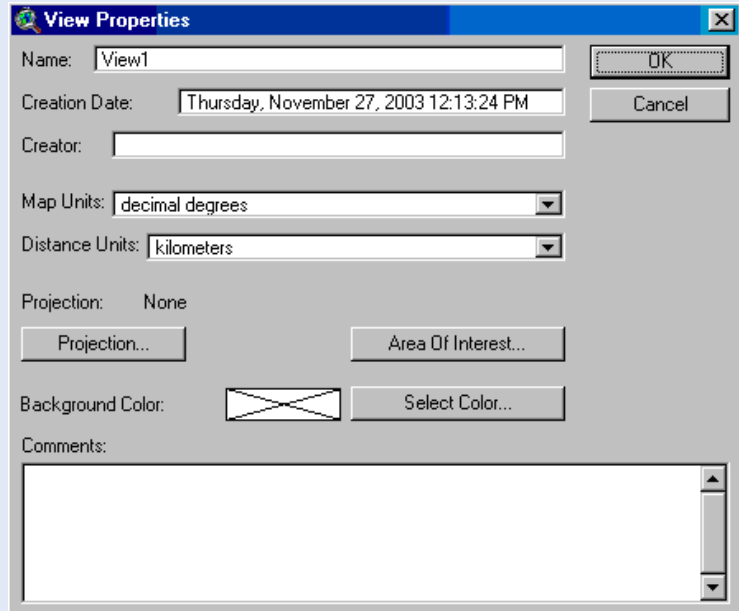 View Properties
Name: View1
OK
Creation Date: Thursday, November 27, 2003 12:13:24 PM
Cancel
Creator:
Map Units: decimal degrees
Distance Units: kilometers
Projection: None
Projection... Area Of Interest...
Background Color: Select Color...
Comments: